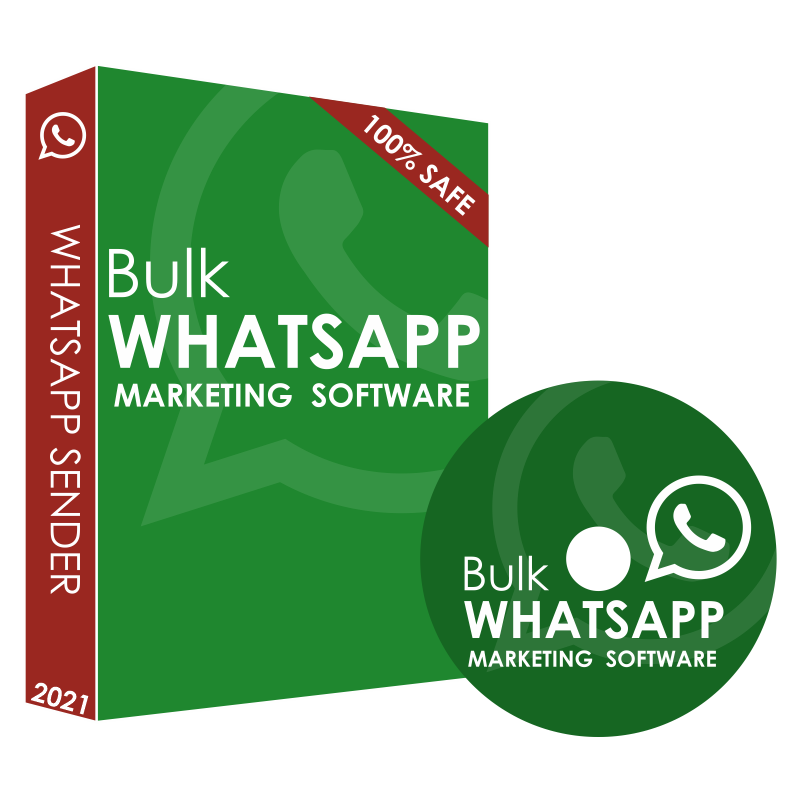 100% SAFE
Bulk
WHATSAPP
MARKETING SOFTWARE
WHATSAPP SENDER
2021
Bulk
WHATSAPP
MARKETING SOFTWARE